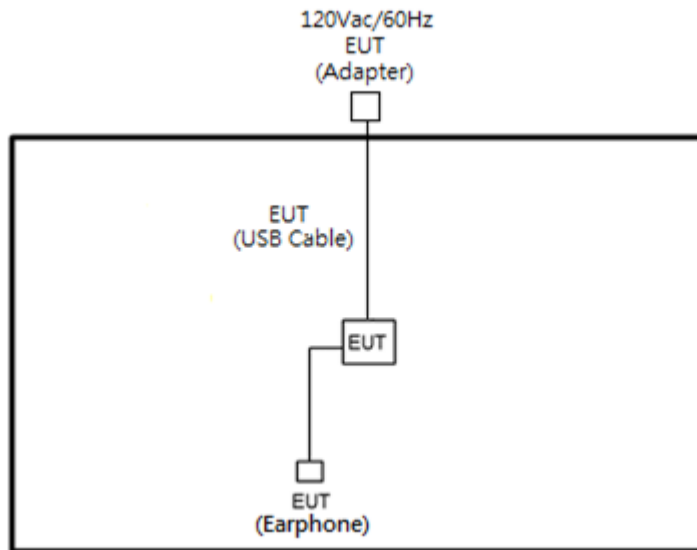 120Vac/60Hz
EUT
(Adapter)
EUT
(USB Cable)
EUT
EUT
(Earphone)